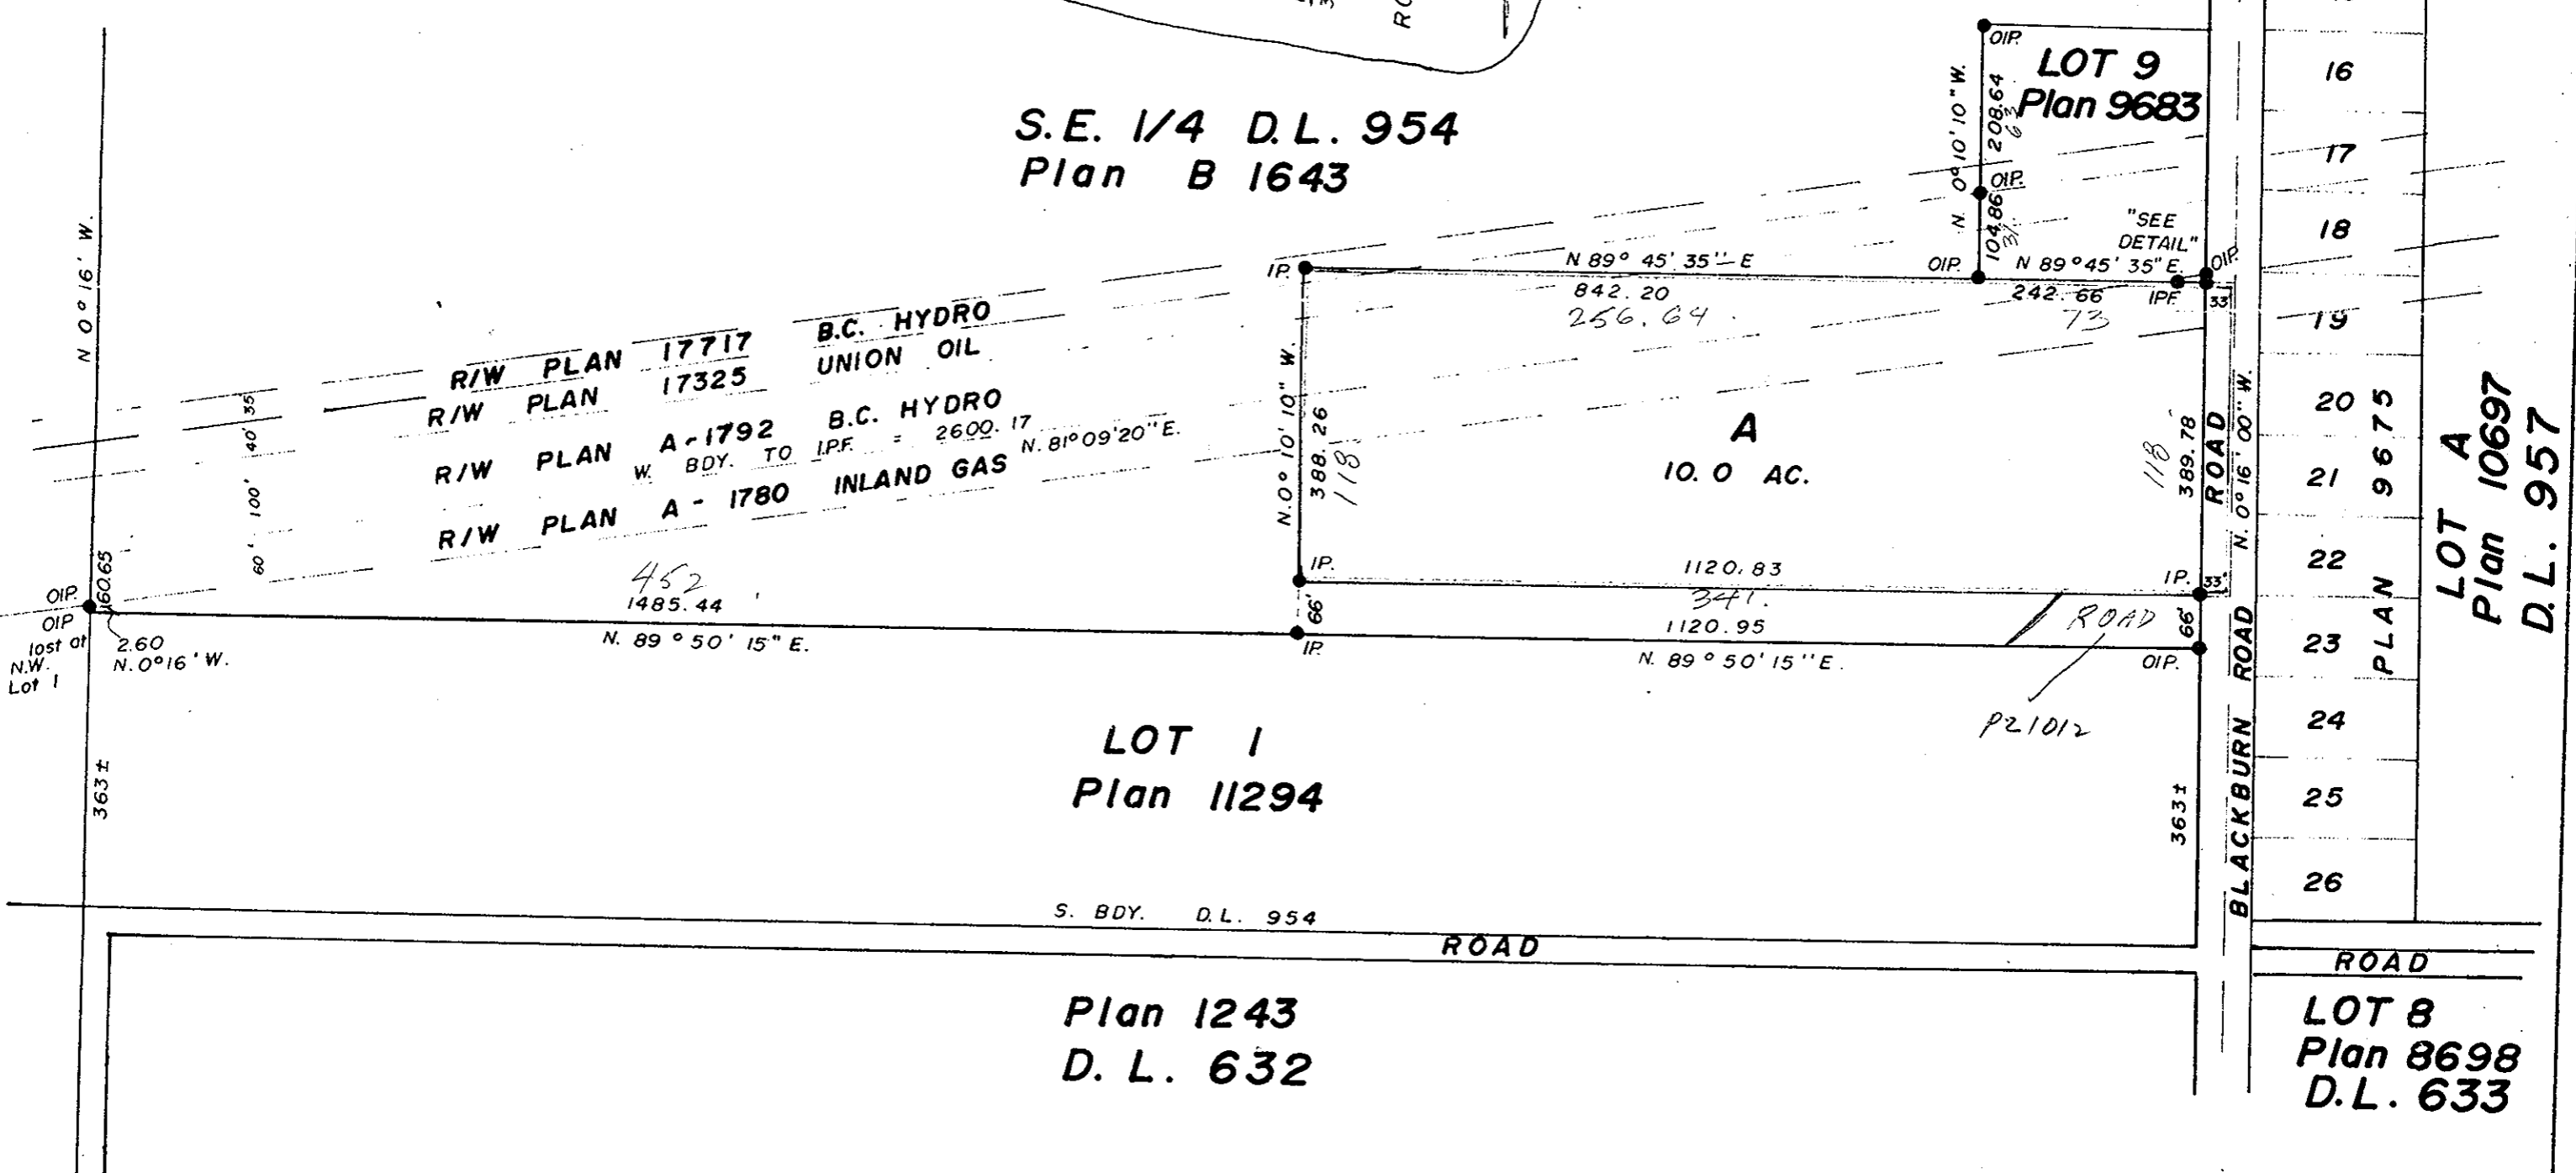 S.E. 1/4 D.L. 954
Plan B 1643
OIP.
LOT 9
Plan 9683
N. 0° 10' 10" W.
208.64
63
OIP.
104.86
31
"SEE
DETAIL"
OIP.
N 89° 45' 35" E
OIP.
N 89° 45' 35" E.
IP.
842.20
256.64
242.66
73
IPF.
33'
N 0° 16' W.
R/W PLAN 17717 B.C. HYDRO
R/W PLAN 17325 UNION OIL
R/W PLAN A-1792 B.C. HYDRO
W. BDY. TO I.P.F. = 2600.17 N. 81° 09' 20" E.
R/W PLAN A - 1780 INLAND GAS
35'
40'
100'
60'
N. 0° 10' 10" W.
388.26
118
A
10.0 AC.
118
389.78'
ROAD
N. 0° 16' 00" W.
160.65
OIP.
OIP
lost at
N.W.
Lot 1
2.60
N. 0° 16' W.
452
1485.44
N. 89° 50' 15" E.
IP.
66'
IP.
1120.83
341.
1120.95
N. 89° 50' 15" E.
IP.
33'
ROAD
66'
OIP.
P21012
LOT 1
Plan 11294
363±
363±
BLACKBURN ROAD
S. BDY. D.L. 954
ROAD
Plan 1243
D. L. 632
16
17
18
19
20
21
22
23
24
25
26
PLAN 9675
LOT A
Plan 10697
D.L. 957
ROAD
LOT 8
Plan 8698
D.L. 633